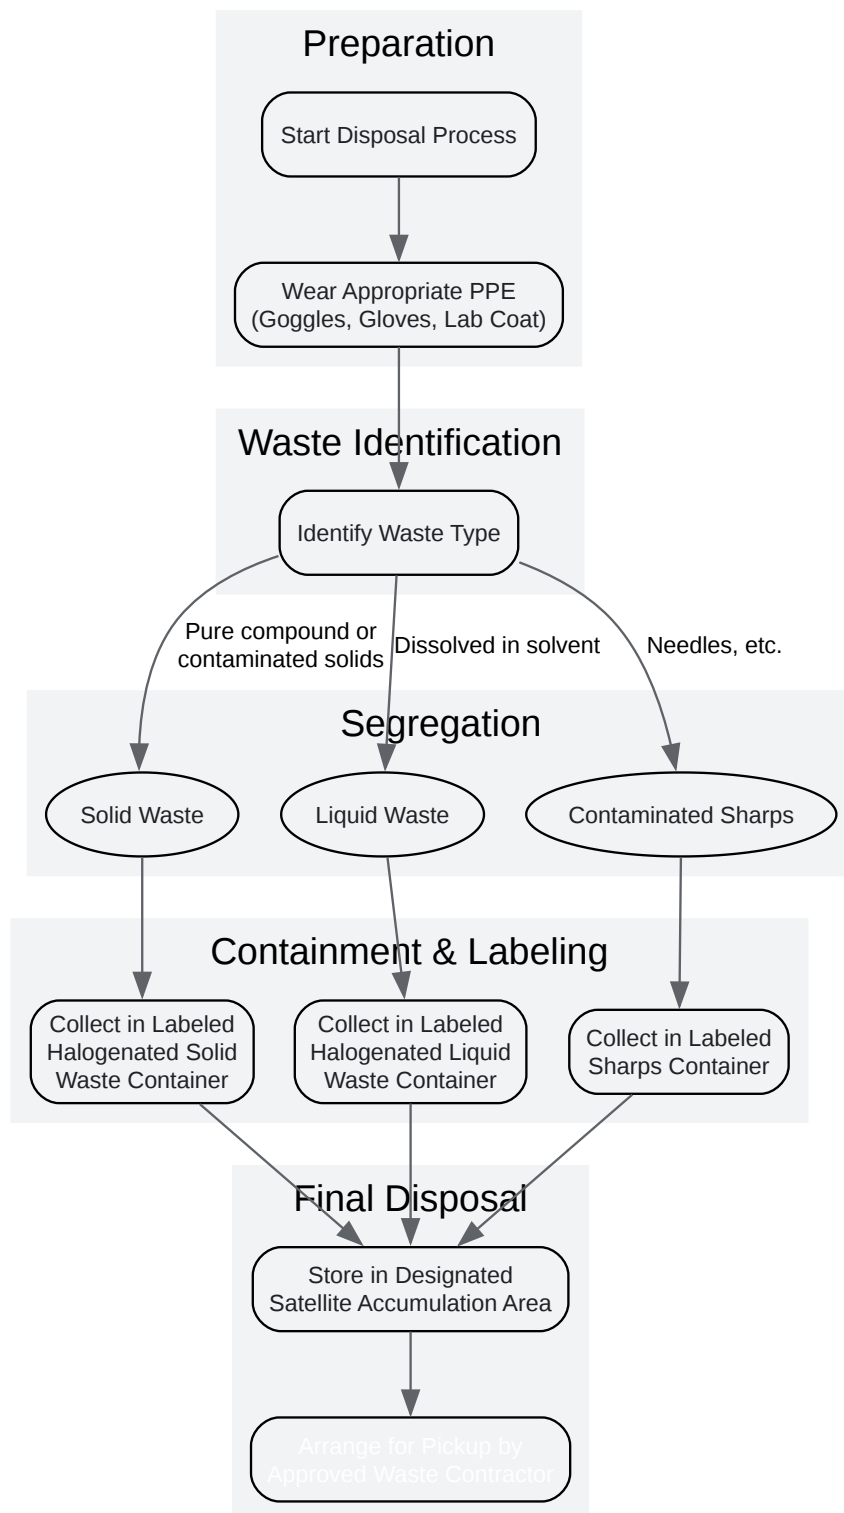 Preparation
Start Disposal Process
Wear Appropriate PPE
(Goggles, Gloves, Lab Coat)
Waste Identification
Identify Waste Type
Pure compound or
contaminated solids
Dissolved in solvent
Needles, etc.
Segregation
Solid Waste
Liquid Waste
Contaminated Sharps
Containment & Labeling
Collect in Labeled
Halogenated Solid
Waste Container
Collect in Labeled
Halogenated Liquid
Waste Container
Collect in Labeled
Sharps Container
Final Disposal
Store in Designated
Satellite Accumulation Area
Arrange for Pickup by
Approved Waste Contractor